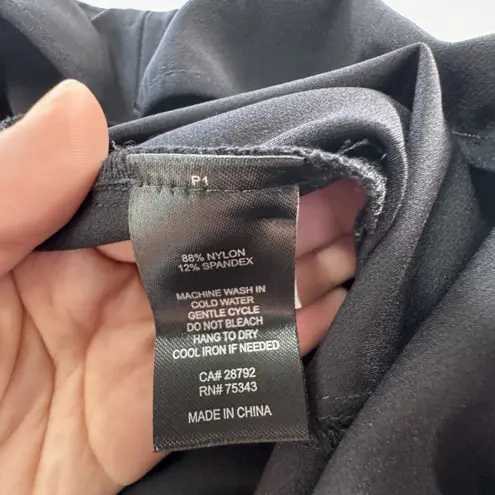 P1
88% NYLON
12% SPANDEX
MACHINE WASH IN
COLD WATER
GENTLE CYCLE
DO NOT BLEACH
HANG TO DRY
COOL IRON IF NEEDED
CA# 28792
RN# 75343
MADE IN CHINA